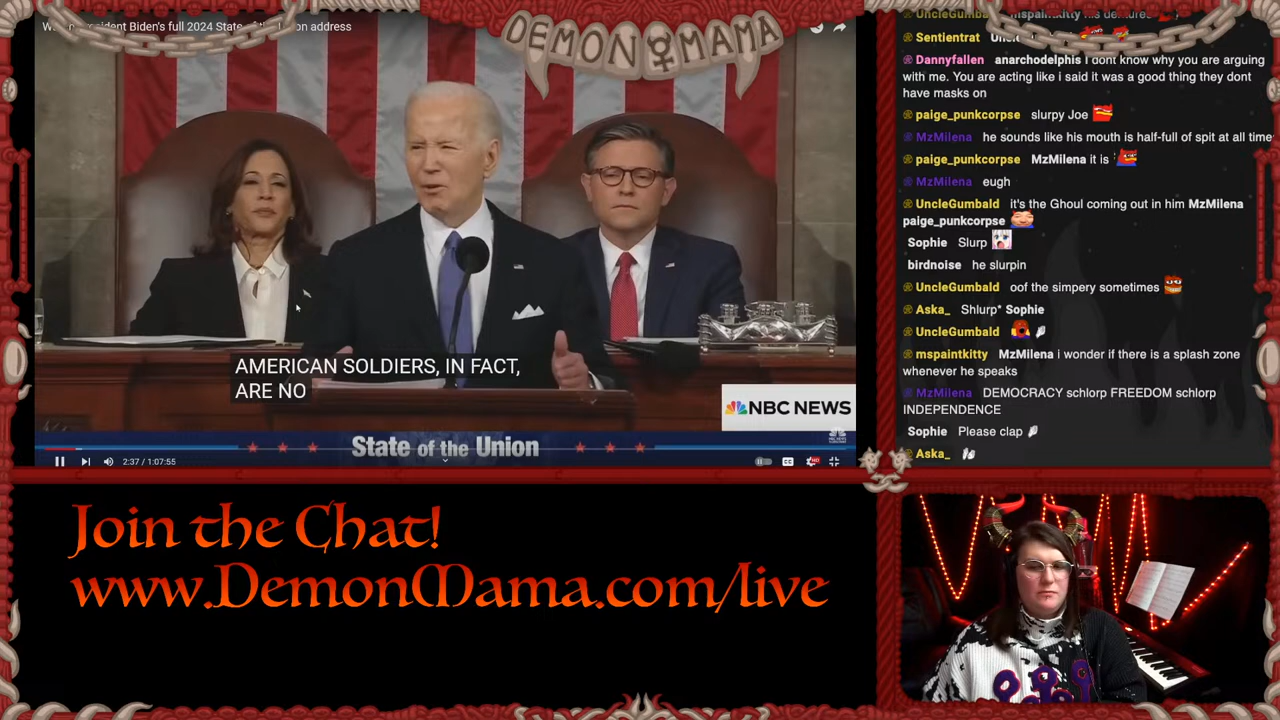 President Biden's full 2024 State of the Union address
DEMON MAMA
AMERICAN SOLDIERS, IN FACT,
ARE NO
NBC NEWS
State of the Union
2:37 / 1:07:55
CC
HD
Join the Chat!
www.DemonMama.com/live
UncleGumbald mspainkitty his dentures
Sentientrat
Dannyfallen anarchodelphis I dont know why you are arguing
with me. You are acting like i said it was a good thing they dont
have masks on
paige_punkcorpse slurpy Joe
MzMilena he sounds like his mouth is half-full of spit at all time
paige_punkcorpse MzMilena it is
MzMilena eugh
UncleGumbald it's the Ghoul coming out in him MzMilena
paige_punkcorpse
Sophie Slurp
birdnoise he slurpin
UncleGumbald oof the simpery sometimes
Aska_ Shlurp* Sophie
UncleGumbald
mspaintkitty MzMilena i wonder if there is a splash zone
whenever he speaks
MzMilena DEMOCRACY schlorp FREEDOM schlorp
INDEPENDENCE
Sophie Please clap
Aska_